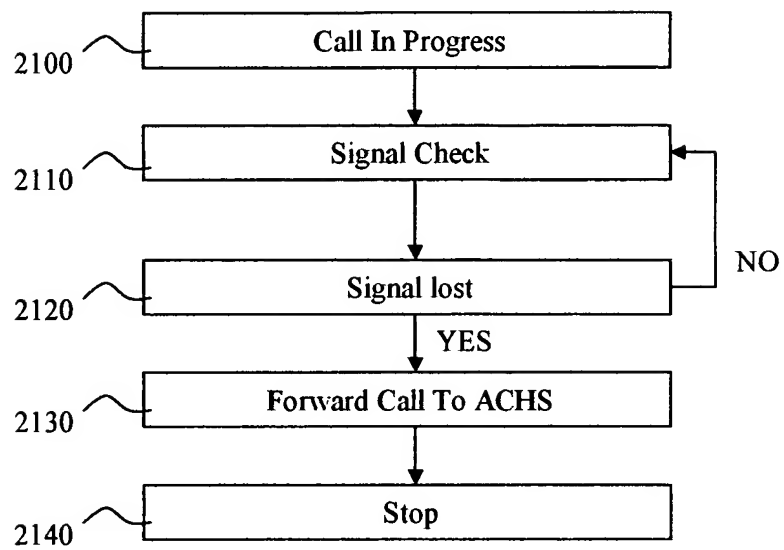 Call In Progress
2100
Signal Check
2110
NO
Signal lost
2120
YES
Forward Call To ACHS
2130
Stop
2140